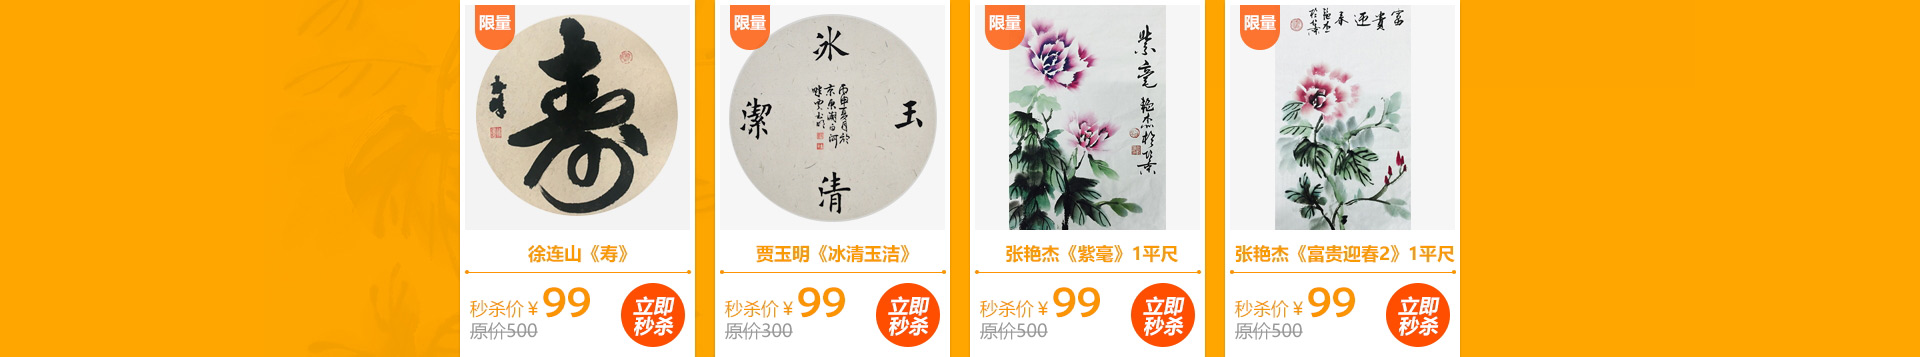 限量
寿
徐连山《寿》
秒杀价￥99
原价500
立即
秒杀
限量
冰
玉
清
潔
贾玉明《冰清玉洁》
秒杀价￥99
原价300
立即
秒杀
限量
紫毫
张艳杰《紫毫》1平尺
秒杀价￥99
原价500
立即
秒杀
限量
富貴迎春
张艳杰《富贵迎春2》1平尺
秒杀价￥99
原价500
立即
秒杀